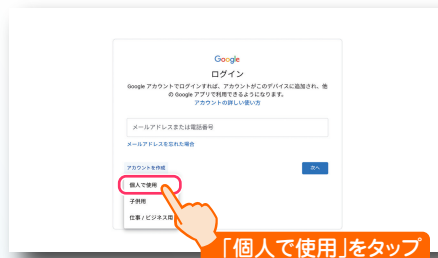 Google
ログイン
Google アカウントでログインすれば、アカウントがこのデバイスに追加され、他
の Google アプリで利用できるようになります。
アカウントの詳しい使い方
メールアドレスまたは電話番号
メールアドレスを忘れた場合
アカウントを作成
次へ
個人で使用
子供用
仕事 / ビジネス用
「個人で使用」をタップ